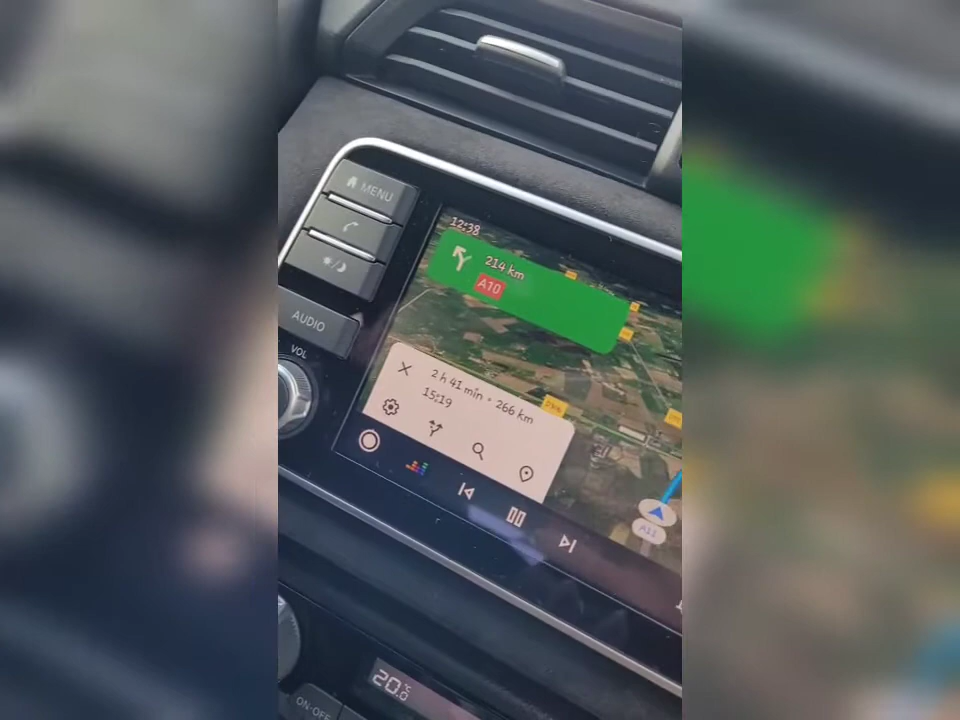 MENU
AUDIO
VOL
12:38
214 km
A10
2 h 41 min • 266 km
15:19
A11
20.0 °C
ON-OFF